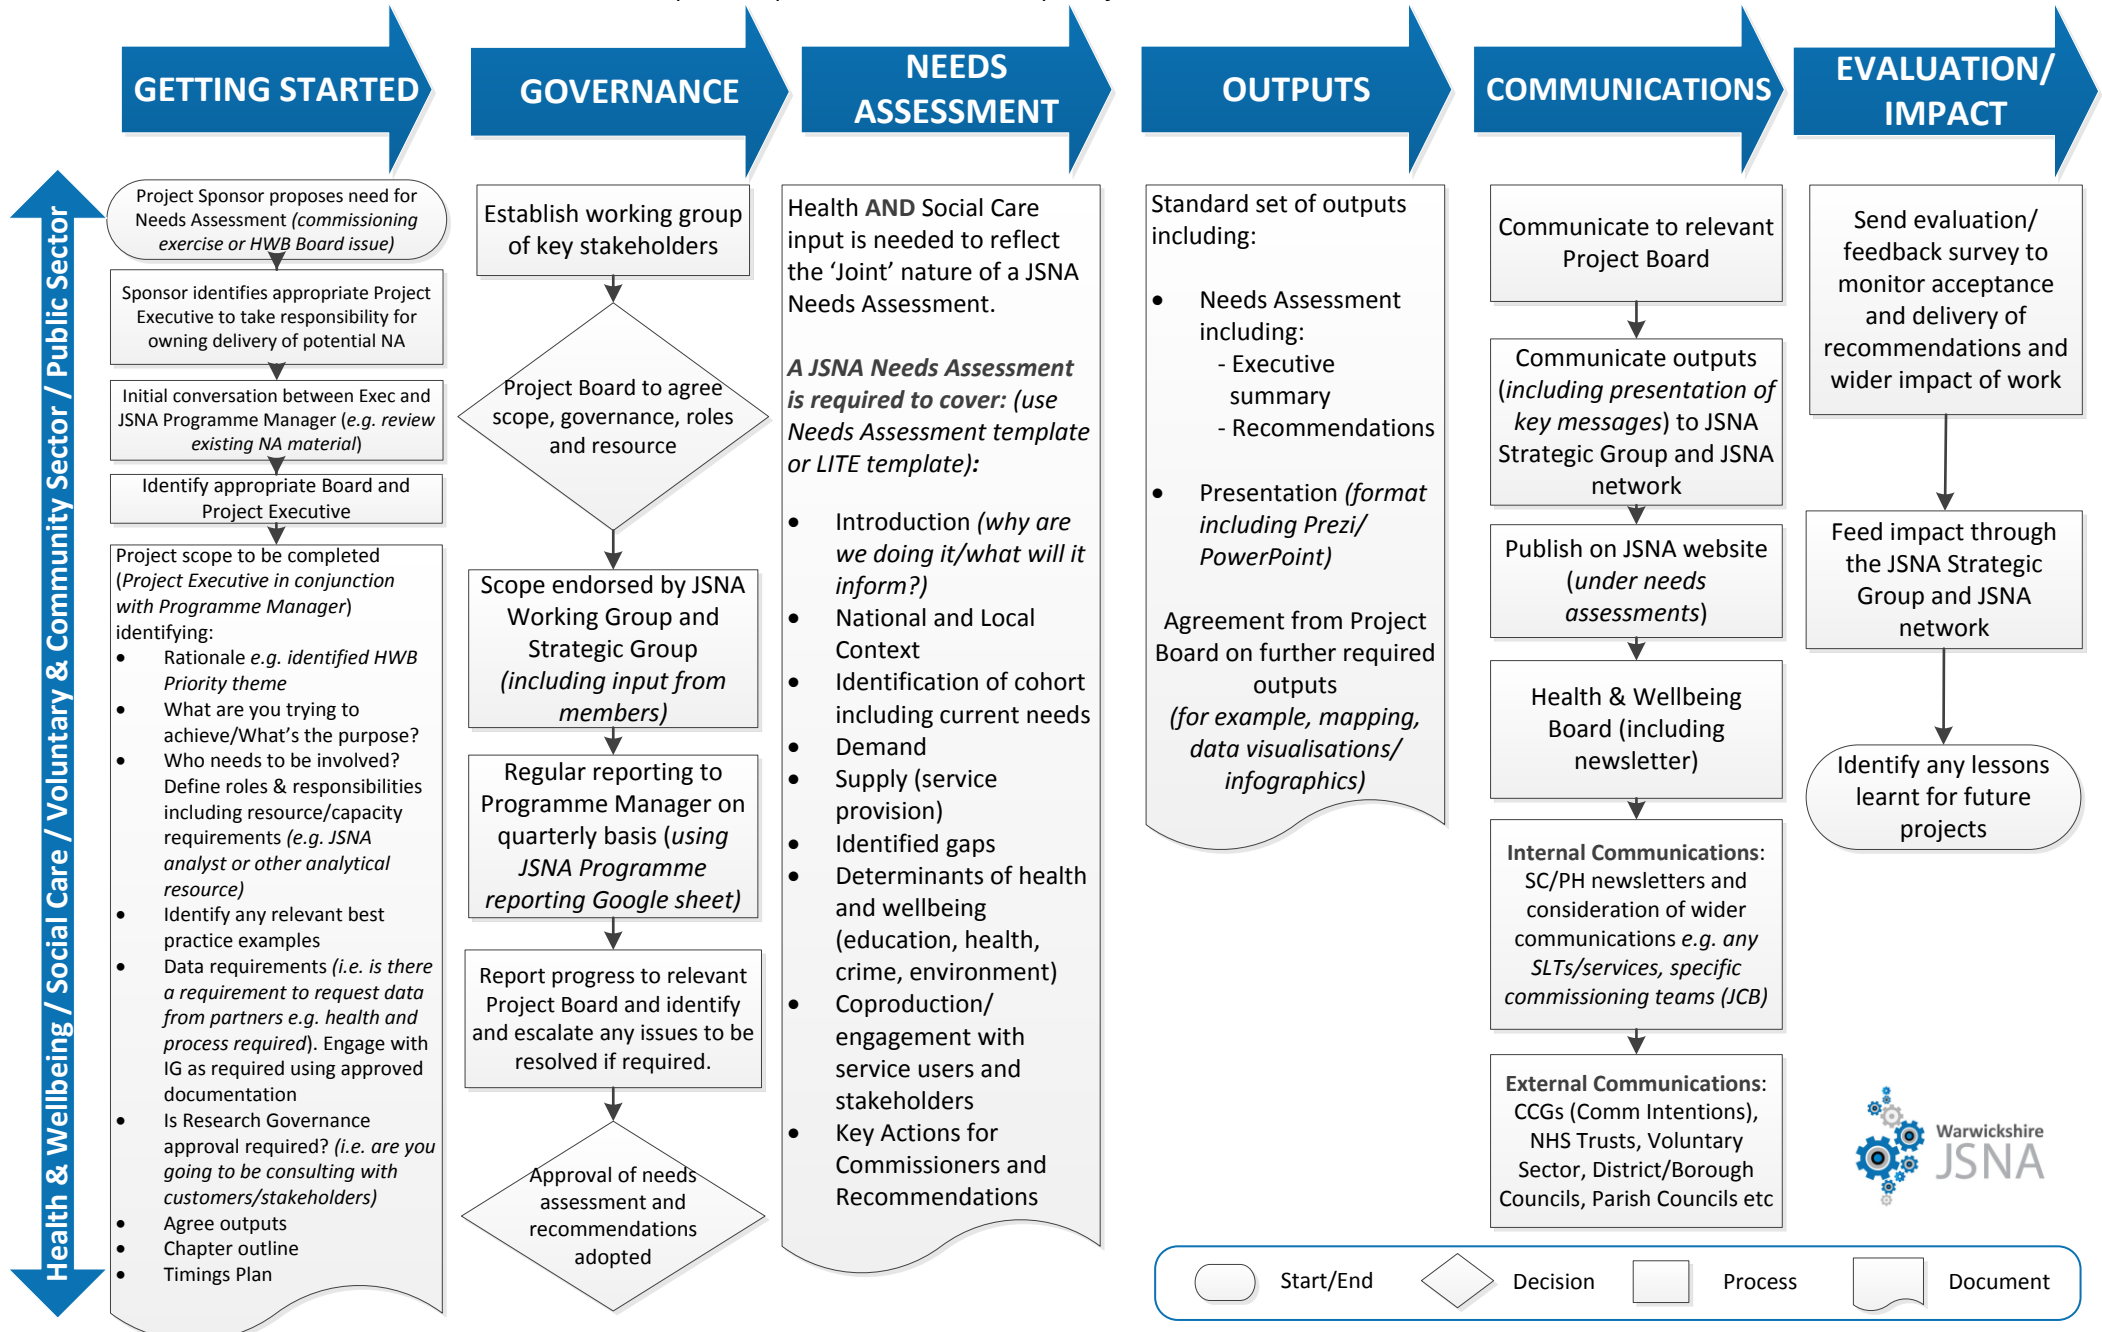 GETTING STARTED
GOVERNANCE
NEEDS
ASSESSMENT
OUTPUTS
COMMUNICATIONS
EVALUATION/
IMPACT
Health & Wellbeing / Social Care / Voluntary & Community Sector / Public Sector
Project Sponsor proposes need for
Needs Assessment (commissioning
exercise or HWB Board issue)
Sponsor identifies appropriate Project
Executive to take responsibility for
owning delivery of potential NA
Initial conversation between Exec and
JSNA Programme Manager (e.g. review
existing NA material)
Identify appropriate Board and
Project Executive
Project scope to be completed
(Project Executive in conjunction
with Programme Manager)
identifying:
• Rationale e.g. identified HWB
Priority theme
• What are you trying to
achieve/What's the purpose?
• Who needs to be involved?
Define roles & responsibilities
including resource/capacity
requirements (e.g. JSNA
analyst or other analytical
resource)
• Identify any relevant best
practice examples
• Data requirements (i.e. is there
a requirement to request data
from partners e.g. health and
process required). Engage with
IG as required using approved
documentation
• Is Research Governance
approval required? (i.e. are you
going to be consulting with
customers/stakeholders)
• Agree outputs
• Chapter outline
• Timings Plan
Establish working group
of key stakeholders
Project Board to agree
scope, governance, roles
and resource
Scope endorsed by JSNA
Working Group and
Strategic Group
(including input from
members)
Regular reporting to
Programme Manager on
quarterly basis (using
JSNA Programme
reporting Google sheet)
Report progress to relevant
Project Board and identify
and escalate any issues to be
resolved if required.
Approval of needs
assessment and
recommendations
adopted
Health AND Social Care
input is needed to reflect
the 'Joint' nature of a JSNA
Needs Assessment.
A JSNA Needs Assessment
is required to cover: (use
Needs Assessment template
or LITE template):
• Introduction (why are
we doing it/what will it
inform?)
• National and Local
Context
• Identification of cohort
including current needs
• Demand
• Supply (service
provision)
• Identified gaps
• Determinants of health
and wellbeing
(education, health,
crime, environment)
• Coproduction/
engagement with
service users and
stakeholders
• Key Actions for
Commissioners and
Recommendations
Standard set of outputs
including:
• Needs Assessment
including:
- Executive
summary
- Recommendations
• Presentation (format
including Prezi/
PowerPoint)
Agreement from Project
Board on further required
outputs
(for example, mapping,
data visualisations/
infographics)
Communicate to relevant
Project Board
Communicate outputs
(including presentation of
key messages) to JSNA
Strategic Group and JSNA
network
Publish on JSNA website
(under needs
assessments)
Health & Wellbeing
Board (including
newsletter)
Internal Communications:
SC/PH newsletters and
consideration of wider
communications e.g. any
SLTs/services, specific
commissioning teams (JCB)
External Communications:
CCGs (Comm Intentions),
NHS Trusts, Voluntary
Sector, District/Borough
Councils, Parish Councils etc
Send evaluation/
feedback survey to
monitor acceptance
and delivery of
recommendations and
wider impact of work
Feed impact through
the JSNA Strategic
Group and JSNA
network
Identify any lessons
learnt for future
projects
Warwickshire
JSNA
Start/End
Decision
Process
Document